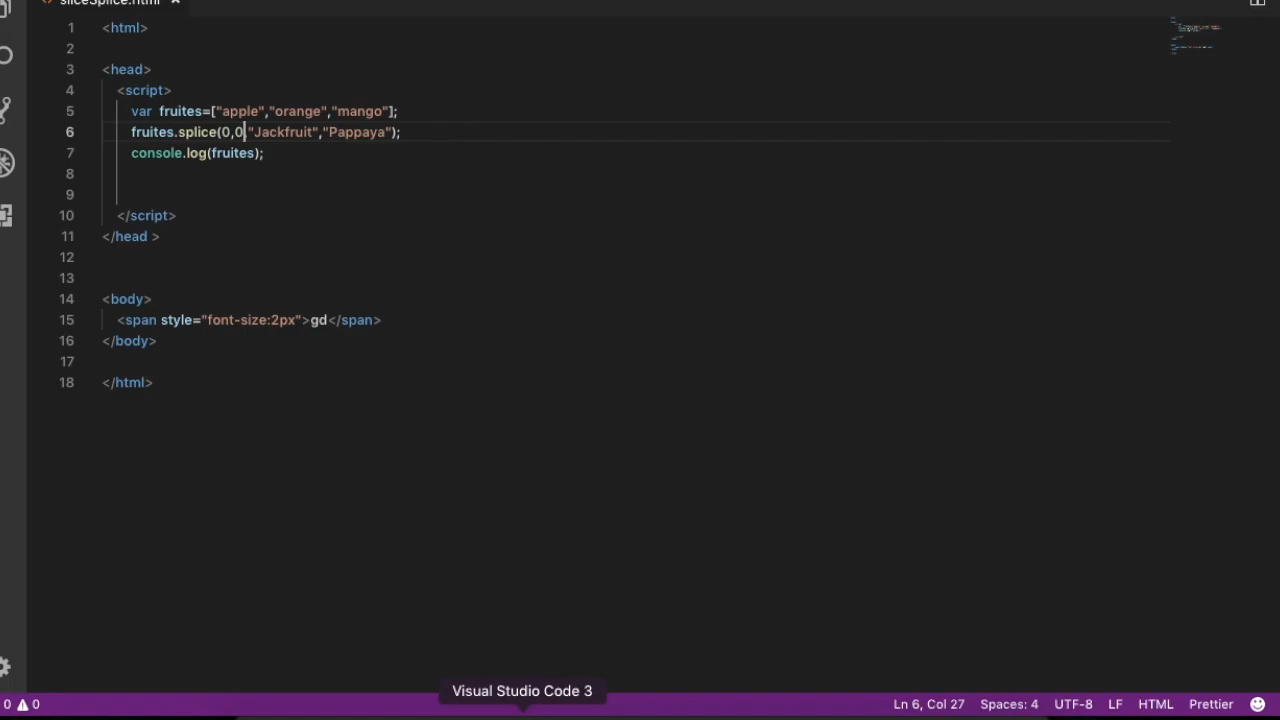 sliceSplice.html
1 <html>
2
3 <head>
4 <script>
5 var fruites=["apple","orange","mango"];
6 fruites.splice(0,0,"Jackfruit","Pappaya");
7 console.log(fruites);
8
9
10 </script>
11 </head >
12
13
14 <body>
15 <span style="font-size:2px">gd</span>
16 </body>
17
18 </html>
Visual Studio Code 3
0 0 Ln 6, Col 27 Spaces: 4 UTF-8 LF HTML Prettier